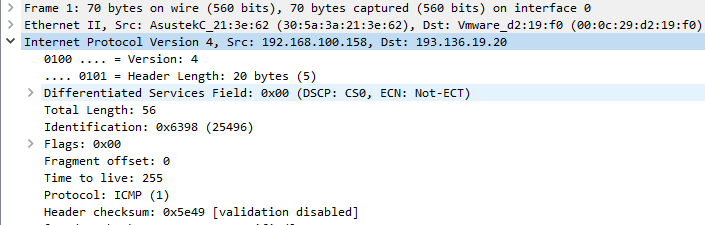 Frame 1: 70 bytes on wire (560 bits), 70 bytes captured (560 bits) on interface 0
Ethernet II, Src: AsustekC_21:3e:62 (30:5a:3a:21:3e:62), Dst: Vmware_d2:19:f0 (00:0c:29:d2:19:f0)
Internet Protocol Version 4, Src: 192.168.100.158, Dst: 193.136.19.20
0100 .... = Version: 4
.... 0101 = Header Length: 20 bytes (5)
Differentiated Services Field: 0x00 (DSCP: CS0, ECN: Not-ECT)
Total Length: 56
Identification: 0x6398 (25496)
Flags: 0x00
Fragment offset: 0
Time to live: 255
Protocol: ICMP (1)
Header checksum: 0x5e49 [validation disabled]